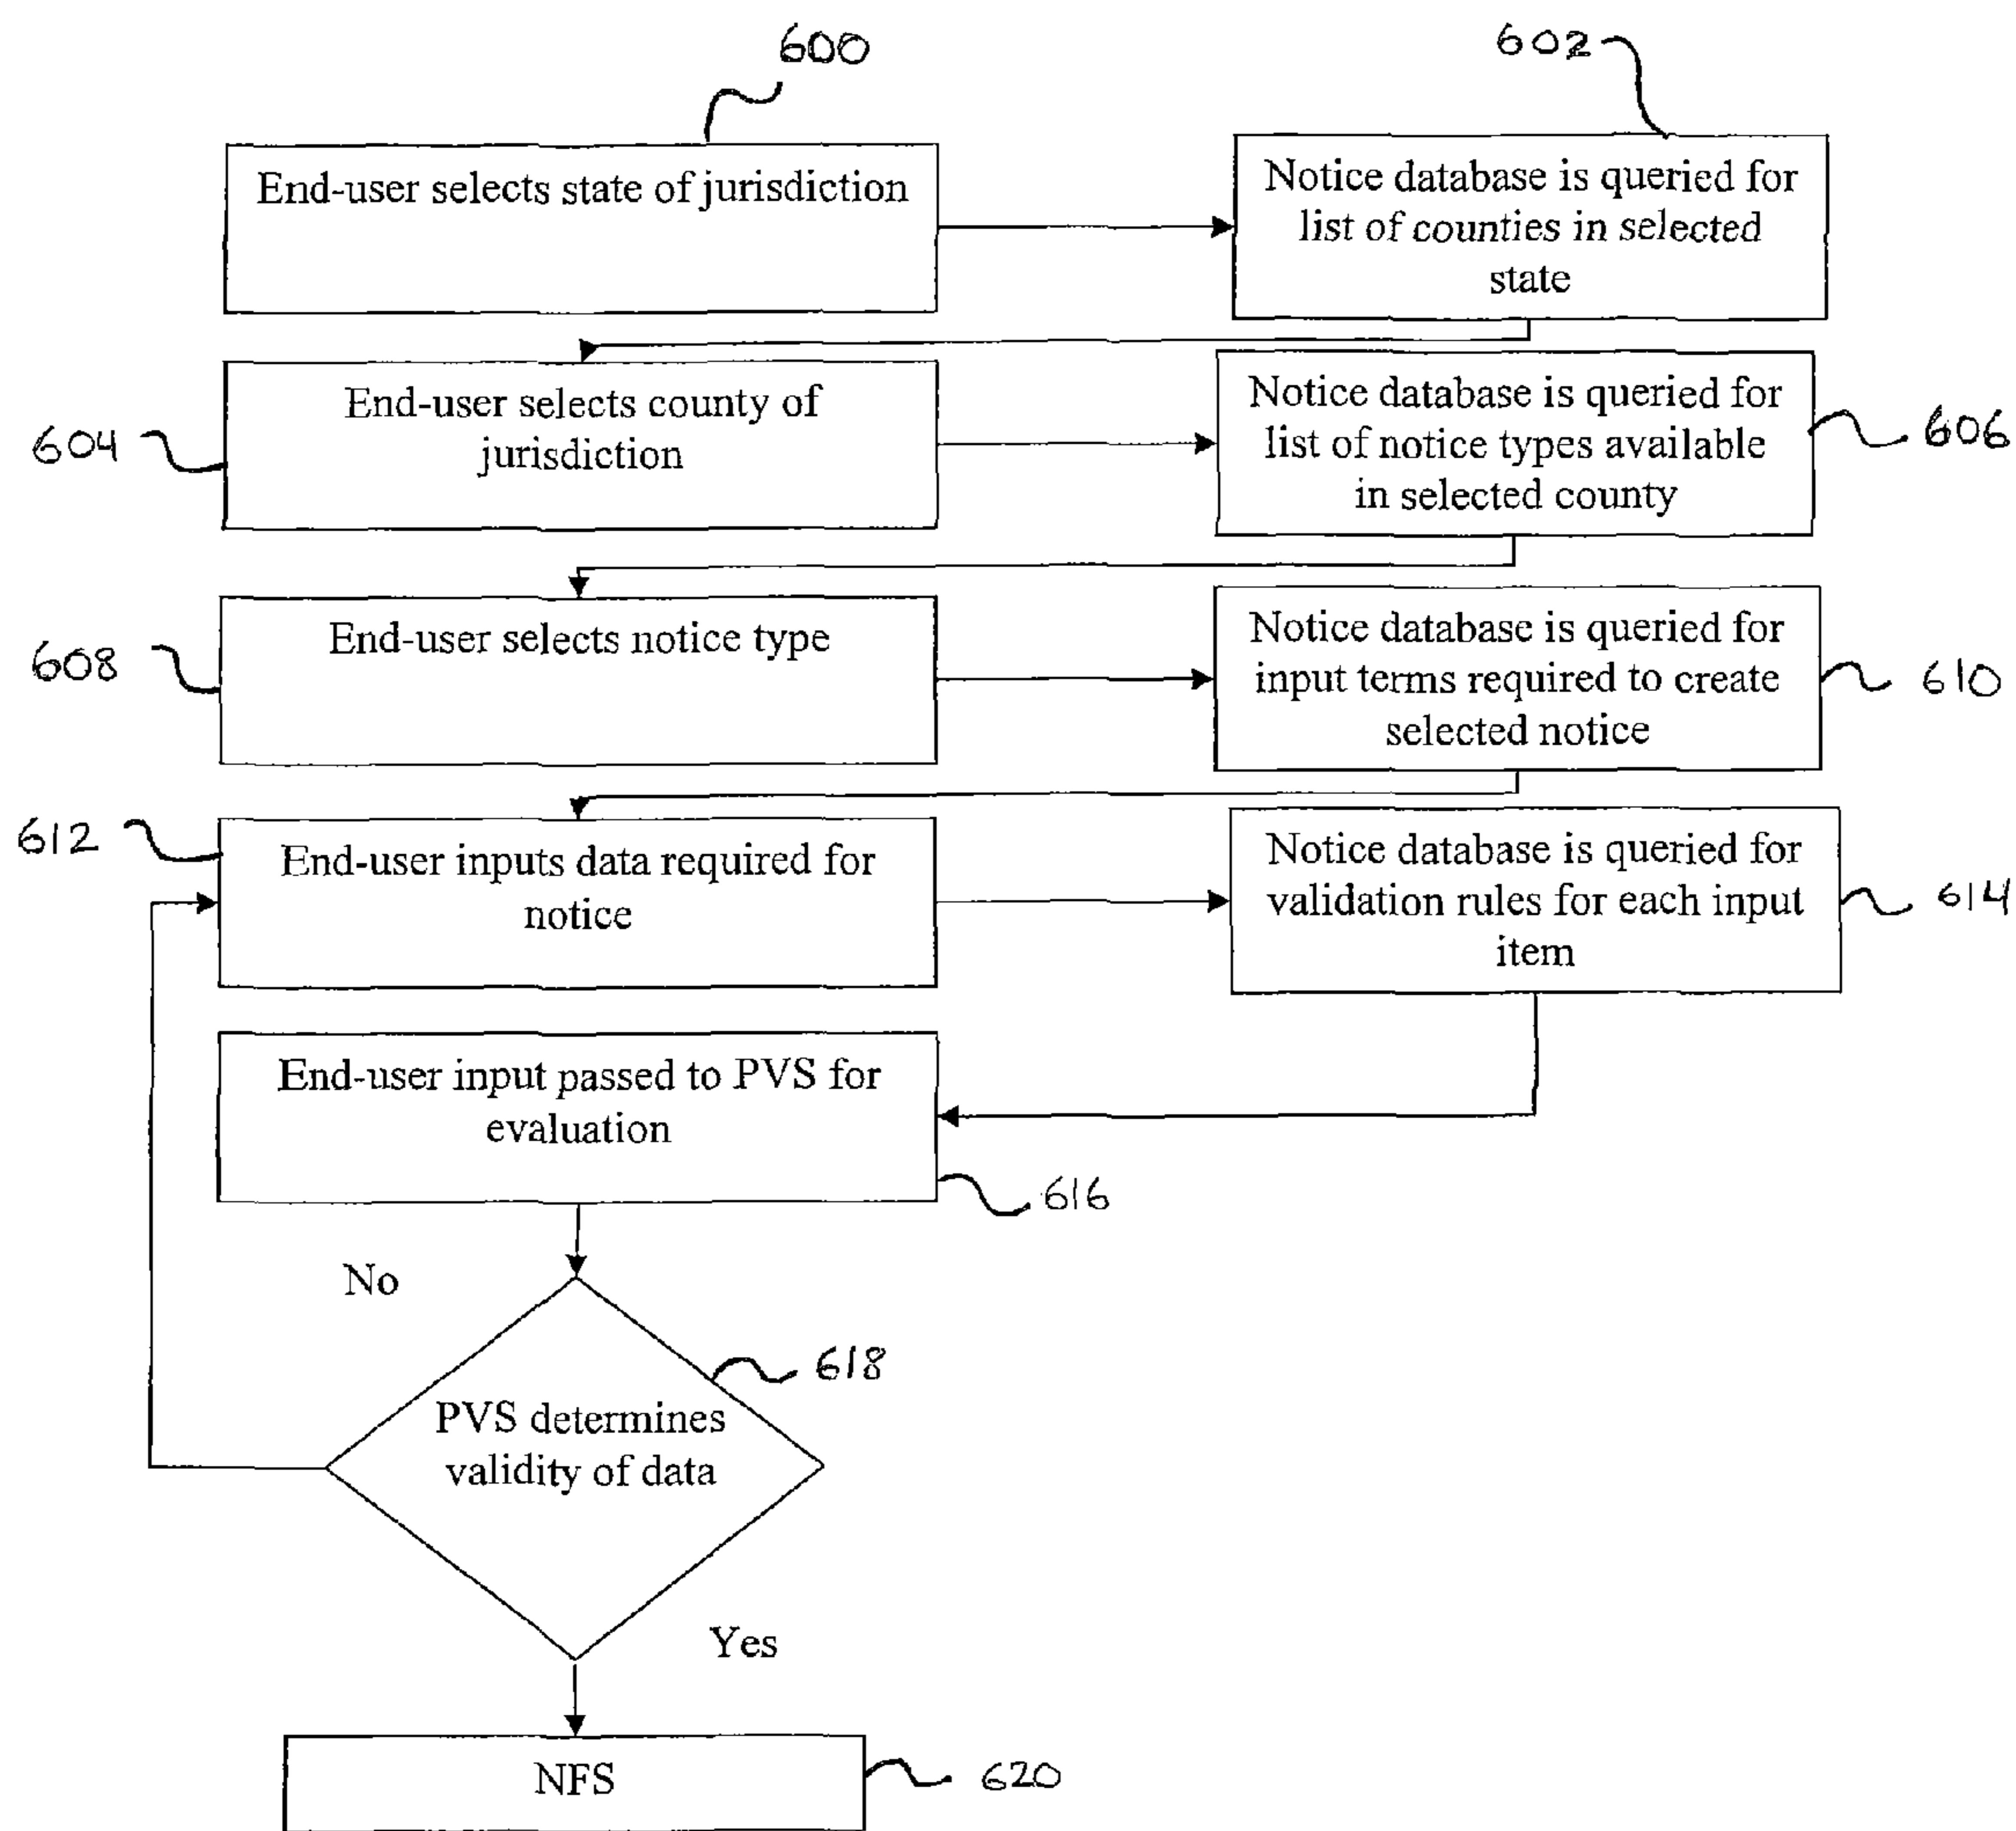 600
602
End-user selects state of jurisdiction
Notice database is queried for
list of counties in selected
state
604
End-user selects county of
jurisdiction
Notice database is queried for
list of notice types available
in selected county
606
608
End-user selects notice type
Notice database is queried for
input terms required to create
selected notice
610
612
End-user inputs data required for
notice
Notice database is queried for
validation rules for each input
item
614
End-user input passed to PVS for
evaluation
616
No
618
PVS determines
validity of data
Yes
NFS
620